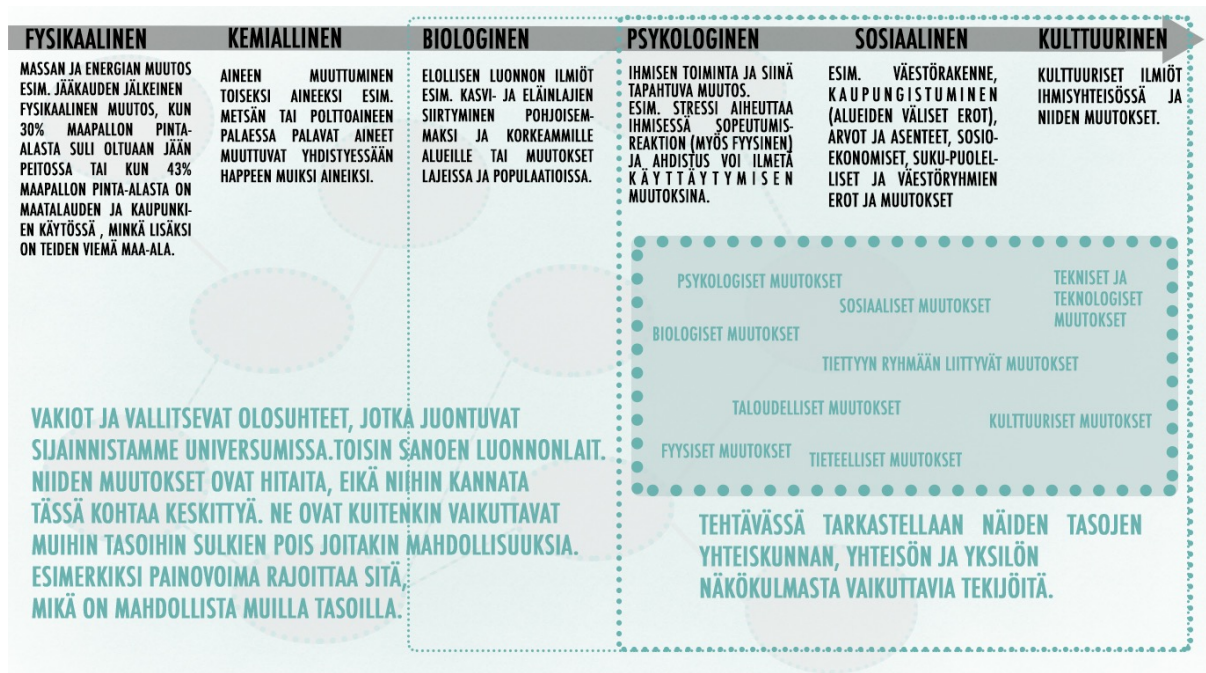 FYSIKAALINEN
MASSAN JA ENERGIAN MUUTOS
ESIM. JÄÄKAUDEN JÄLKEINEN
FYSIKAALINEN MUUTOS, KUN
30% MAAPALLON PINTA-
ALASTA SULI OLTUAAN JÄÄN
PEITOSSA TAI KUN 43%
MAAPALLON PINTA-ALASTA ON
MAATALAUDEN JA KAUPUNKI-
EN KÄYTÖSSÄ , MINKÄ LISÄKSI
ON TEIDEN VIEMÄ MAA-ALA.
KEMIALLINEN
AINEEN MUUTTUMINEN
TOISEKSI AINEEKSI ESIM.
METSÄN TAI POLTTOAINEEN
PALAESSA PALAVAT AINEET
MUUTTUVAT YHDISTYESSÄÄN
HAPPEEN MUIKSI AINEIKSI.
BIOLOGINEN
ELOLLISEN LUONNON ILMIÖT
ESIM. KASVI- JA ELÄINLAJIEN
SIIRTYMINEN POHJOISEM-
MAKSI JA KORKEAMMILLE
ALUEILLE TAI MUUTOKSET
LAJEISSA JA POPULAATIOISSA.
PSYKOLOGINEN
IHMISEN TOIMINTA JA SIINÄ
TAPAHTUVA MUUTOS.
ESIM. STRESSI AIHEUTTAA
IHMISESSÄ SOPEUTUMIS-
REAKTION (MYÖS FYYSINEN)
JA AHDISTUS VOI ILMETÄ
KÄYTTÄYTYMISEN
MUUTOKSINA.
SOSIAALINEN
ESIM. VÄESTÖRAKENNE,
KAUPUNGISTUMINEN
(ALUEIDEN VÄLISET EROT),
ARVOT JA ASENTEET, SOSIO-
EKONOMISET, SUKU-PUOLEL-
LISET JA VÄESTÖRYHMIEN
EROT JA MUUTOKSET
KULTTUURINEN
KULTTUURISET ILMIÖT
IHMISYHTEISÖSSÄ JA
NIIDEN MUUTOKSET.
PSYKOLOGISET MUUTOKSET
SOSIAALISET MUUTOKSET
TEKNISET JA
TEKNOLOGISET
MUUTOKSET
BIOLOGISET MUUTOKSET
TIETTYYN RYHMÄÄN LIITTYVÄT MUUTOKSET
TALOUDELLISET MUUTOKSET
KULTTUURISET MUUTOKSET
FYYSISET MUUTOKSET
TIETEELLISET MUUTOKSET
VAKIOT JA VALLITSEVAT OLOSUHTEET, JOTKA JUONTUVAT
SIJAINNISTAMME UNIVERSUMISSA.TOISIN SANOEN LUONNONLAIT.
NIIDEN MUUTOKSET OVAT HITAITA, EIKÄ NIIHIN KANNATA
TÄSSÄ KOHTAA KESKITTYÄ. NE OVAT KUITENKIN VAIKUTTAVAT
MUIHIN TASOIHIN SULKIEN POIS JOITAKIN MAHDOLLISUUKSIA.
ESIMERKIKSI PAINOVOIMA RAJOITTAA SITÄ,
MIKÄ ON MAHDOLLISTA MUILLA TASOILLA.
TEHTÄVÄSSÄ TARKASTELLAAN NÄIDEN TASOJEN
YHTEISKUNNAN, YHTEISÖN JA YKSILÖN
NÄKÖKULMASTA VAIKUTTAVIA TEKIJÖITÄ.